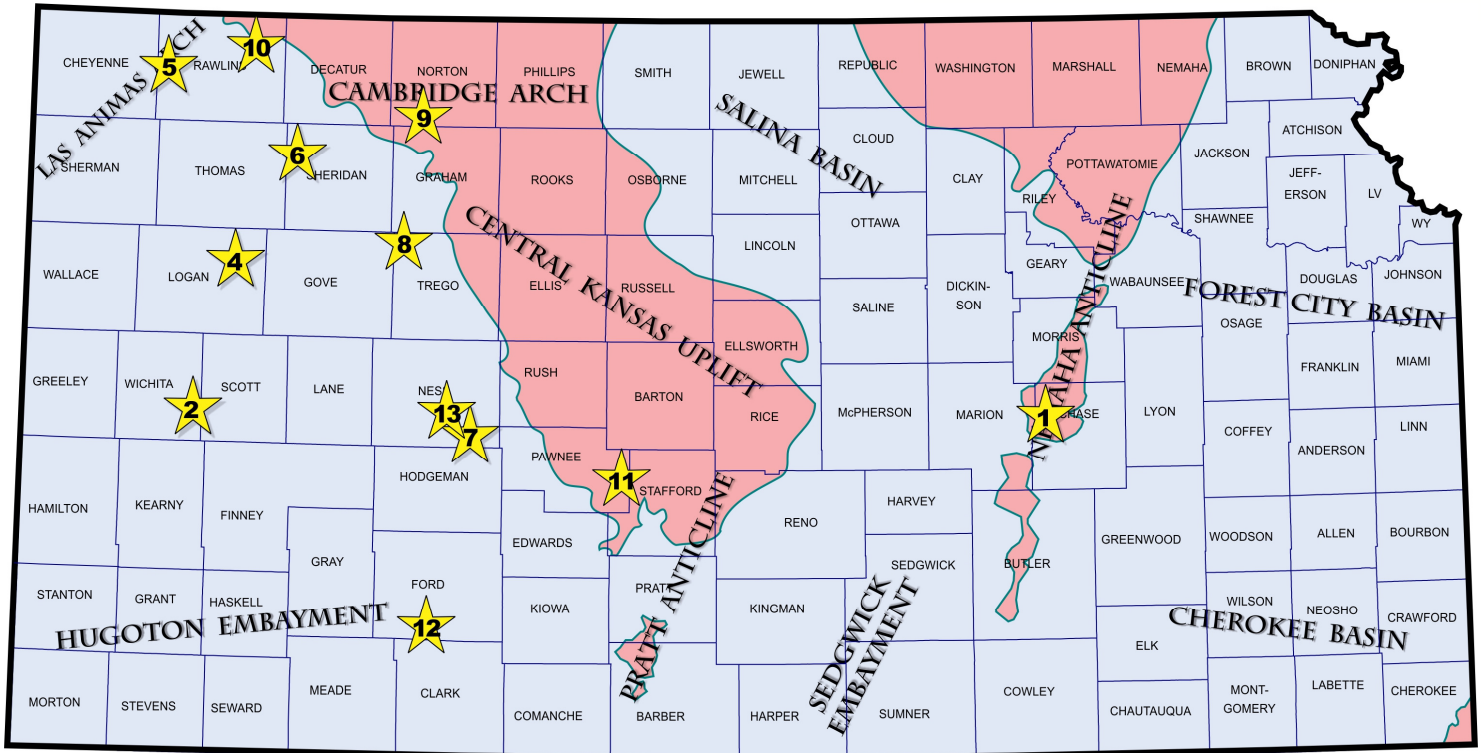 CHEYENNE
5
RAWLIN
10
DECATUR
NORTON
PHILLIPS
SMITH
JEWELL
REPUBLIC
WASHINGTON
MARSHALL
NEMAHA
BROWN
DONIPHAN
LAS ANIMAS ARCH
CAMBRIDGE ARCH
9
SALINA BASIN
CLOUD
ATCHISON
SHERMAN
THOMAS
6
SHERIDAN
GRAHAM
ROOKS
OSBORNE
MITCHELL
CLAY
RILEY
POTTAWATOMIE
JACKSON
JEFF-
ERSON
LV
WY
SHAWNEE
OTTAWA
LINCOLN
CENTRAL KANSAS UPLIFT
WALLACE
LOGAN
4
GOVE
8
TREGO
ELLIS
RUSSELL
SALINE
DICKIN-
SON
GEARY
WABAUNSEE
NEMAHA ANTICLINE
FOREST CITY BASIN
DOUGLAS
JOHNSON
OSAGE
MORRIS
ELLSWORTH
GREELEY
WICHITA
2
SCOTT
LANE
NESS
13
7
RUSH
BARTON
RICE
McPHERSON
MARION
1
CHASE
LYON
FRANKLIN
MIAMI
COFFEY
ANDERSON
LINN
HAMILTON
KEARNY
FINNEY
HODGEMAN
PAWNEE
11
STAFFORD
RENO
HARVEY
EDWARDS
GRAY
FORD
SEDGWICK
BUTLER
GREENWOOD
WOODSON
ALLEN
BOURBON
STANTON
GRANT
HASKELL
HUGOTON EMBAYMENT
12
KIOWA
PRATT
PRATT ANTICLINE
KINGMAN
SEDGWICK
EMBAYMENT
ELK
WILSON
NEOSHO
CRAWFORD
CHEROKEE BASIN
MORTON
STEVENS
SEWARD
MEADE
CLARK
COMANCHE
BARBER
HARPER
SUMNER
COWLEY
CHAUTAUQUA
MONT-
GOMERY
LABETTE
CHEROKEE